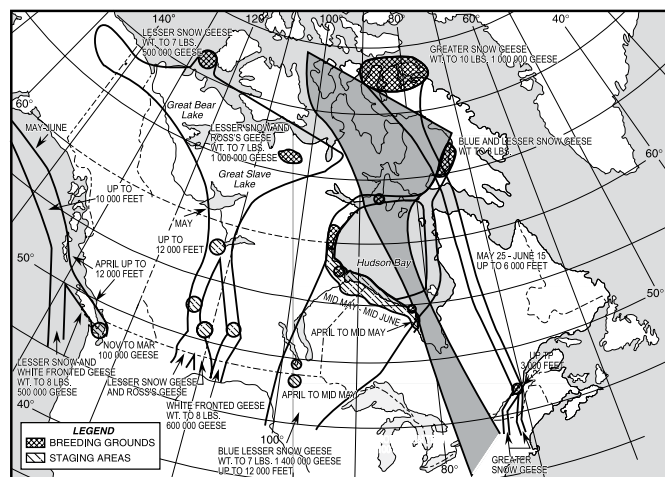 140°
120°
100°
80°
60°
40°
LESSER SNOW GEESE
WT. TO 7 LBS.
500 000 GEESE
GREATER SNOW GEESE
WT. TO 10 LBS. 1 000 000 GEESE
60°
MAY-JUNE
Great Bear
Lake
LESSER SNOW AND
ROSS'S GEESE
WT. TO 7 LBS.
1 000 000 GEESE
BLUE AND LESSER SNOW GEESE
WT TO 8 LBS
60°
Great Slave
Lake
UP TO
10 000 FEET
MAY
UP TO
12 000 FEET
50°
APRIL UP TO
12 000 FEET
Hudson Bay
MAY 25 - JUNE 15
UP TO 6 000 FEET
50°
MID MAY - MID JUNE
APRIL TO MID MAY
NOV TO MAR
100 000 GEESE
UP TP
3 000 FEET
LESSER SNOW AND
WHITE FRONTED GEESE
WT. TO 8 LBS.
500 000 GEESE
LESSER SNOW GEESE
AND ROSS'S GEESE
APRIL TO MID MAY
WHITE FRONTED GEESE
WT. TO 8 LBS
600 000 GEESE
40°
100°
BLUE LESSER SNOW GEESE
WT. TO 7 LBS. 1 400 000 GEESE
UP TO 12 000 FEET
80°
GREATER
SNOW GEESE
LEGEND
BREEDING GROUNDS
STAGING AREAS